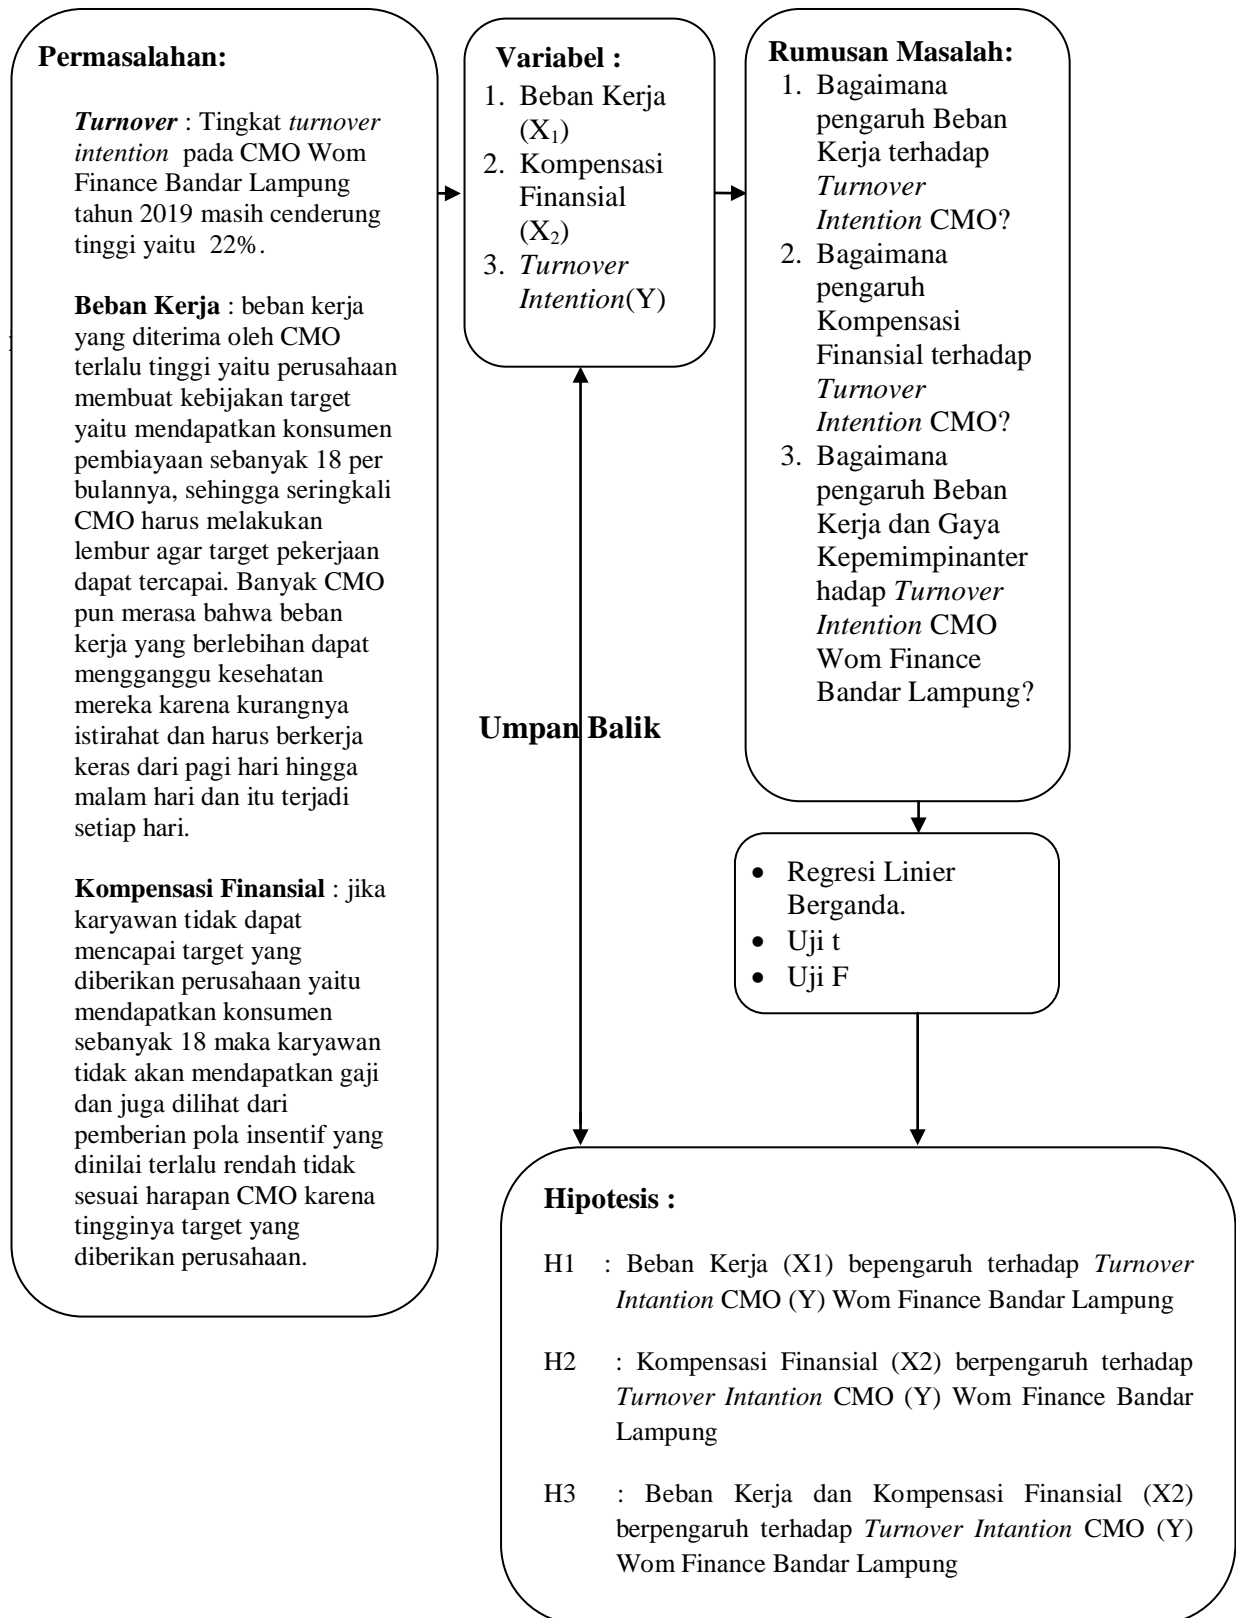 Permasalahan:
Turnover : Tingkat turnover
intention pada CMO Wom
Finance Bandar Lampung
tahun 2019 masih cenderung
tinggi yaitu 22%.
Beban Kerja : beban kerja
yang diterima oleh CMO
terlalu tinggi yaitu perusahaan
membuat kebijakan target
yaitu mendapatkan konsumen
pembiayaan sebanyak 18 per
bulannya, sehingga seringkali
CMO harus melakukan
lembur agar target pekerjaan
dapat tercapai. Banyak CMO
pun merasa bahwa beban
kerja yang berlebihan dapat
mengganggu kesehatan
mereka karena kurangnya
istirahat dan harus berkerja
keras dari pagi hari hingga
malam hari dan itu terjadi
setiap hari.
Kompensasi Finansial : jika
karyawan tidak dapat
mencapai target yang
diberikan perusahaan yaitu
mendapatkan konsumen
sebanyak 18 maka karyawan
tidak akan mendapatkan gaji
dan juga dilihat dari
pemberian pola insentif yang
dinilai terlalu rendah tidak
sesuai harapan CMO karena
tingginya target yang
diberikan perusahaan.
Variabel :
1. Beban Kerja
(X₁)
2. Kompensasi
Finansial
(X₂)
3. Turnover
Intention(Y)
Rumusan Masalah:
1. Bagaimana
pengaruh Beban
Kerja terhadap
Turnover
Intention CMO?
2. Bagaimana
pengaruh
Kompensasi
Finansial terhadap
Turnover
Intention CMO?
3. Bagaimana
pengaruh Beban
Kerja dan Gaya
Kepemimpinanter
hadap Turnover
Intention CMO
Wom Finance
Bandar Lampung?
Umpan Balik
• Regresi Linier
Berganda.
• Uji t
• Uji F
Hipotesis :
H1 : Beban Kerja (X1) bepengaruh terhadap Turnover
Intantion CMO (Y) Wom Finance Bandar Lampung
H2 : Kompensasi Finansial (X2) berpengaruh terhadap
Turnover Intantion CMO (Y) Wom Finance Bandar
Lampung
H3 : Beban Kerja dan Kompensasi Finansial (X2)
berpengaruh terhadap Turnover Intantion CMO (Y)
Wom Finance Bandar Lampung